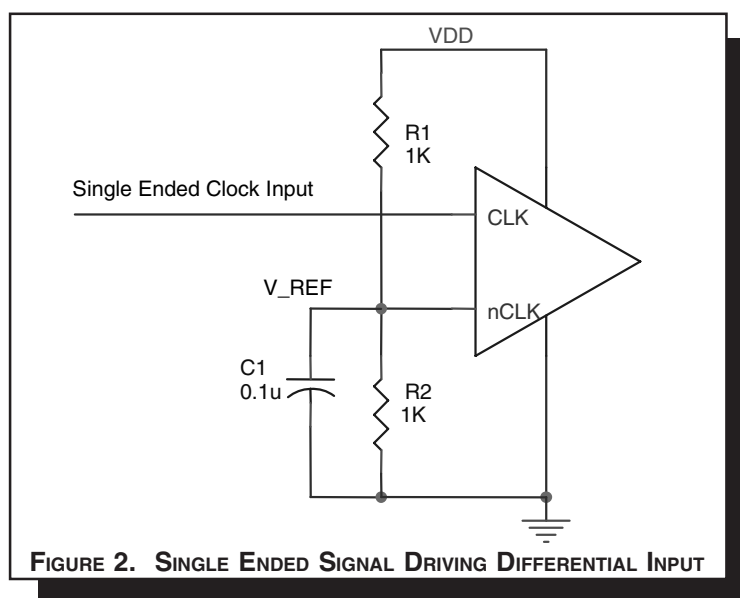 VDD
R1
1K
Single Ended Clock Input
CLK
V_REF
nCLK
C1
0.1u
R2
1K
FIGURE 2. SINGLE ENDED SIGNAL DRIVING DIFFERENTIAL INPUT